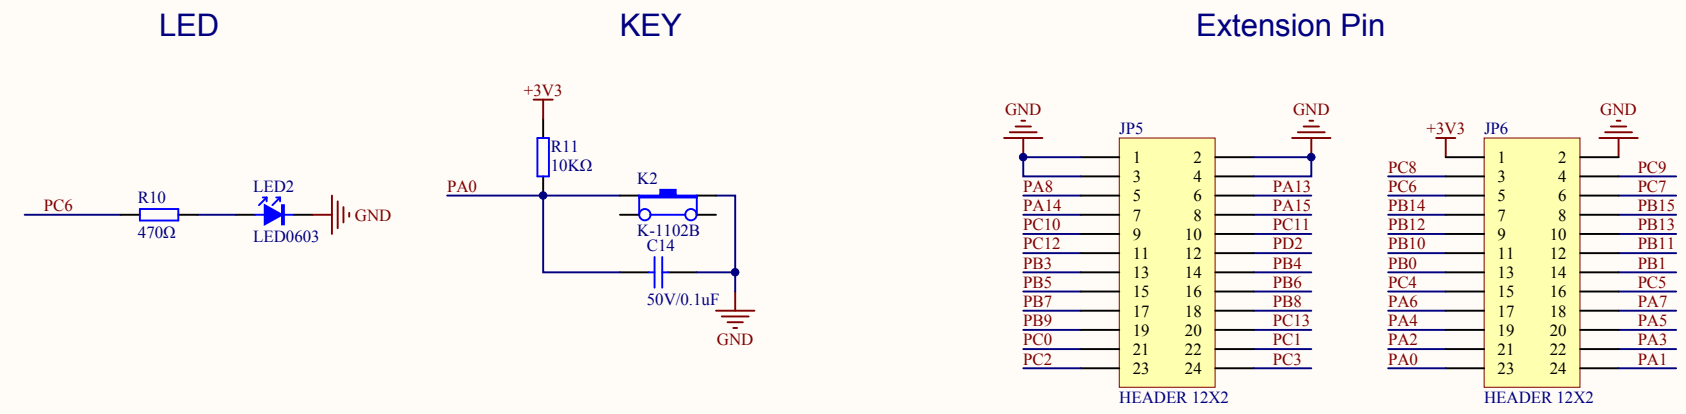 LED
KEY
Extension Pin
PC6
R10
470Ω
LED2
LED0603
GND
+3V3
R11
10KΩ
PA0
K2
K-1102B
C14
50V/0.1uF
GND
GND
JP5
GND
1 2
3 4
PA8 5 6 PA13
PA14 7 8 PA15
PC10 9 10 PC11
PC12 11 12 PD2
PB3 13 14 PB4
PB5 15 16 PB6
PB7 17 18 PB8
PB9 19 20 PC13
PC0 21 22 PC1
PC2 23 24 PC3
HEADER 12X2
+3V3
JP6
GND
1 2
PC8 3 4 PC9
PC6 5 6 PC7
PB14 7 8 PB15
PB12 9 10 PB13
PB10 11 12 PB11
PB0 13 14 PB1
PC4 15 16 PC5
PA6 17 18 PA7
PA4 19 20 PA5
PA2 21 22 PA3
PA0 23 24 PA1
HEADER 12X2